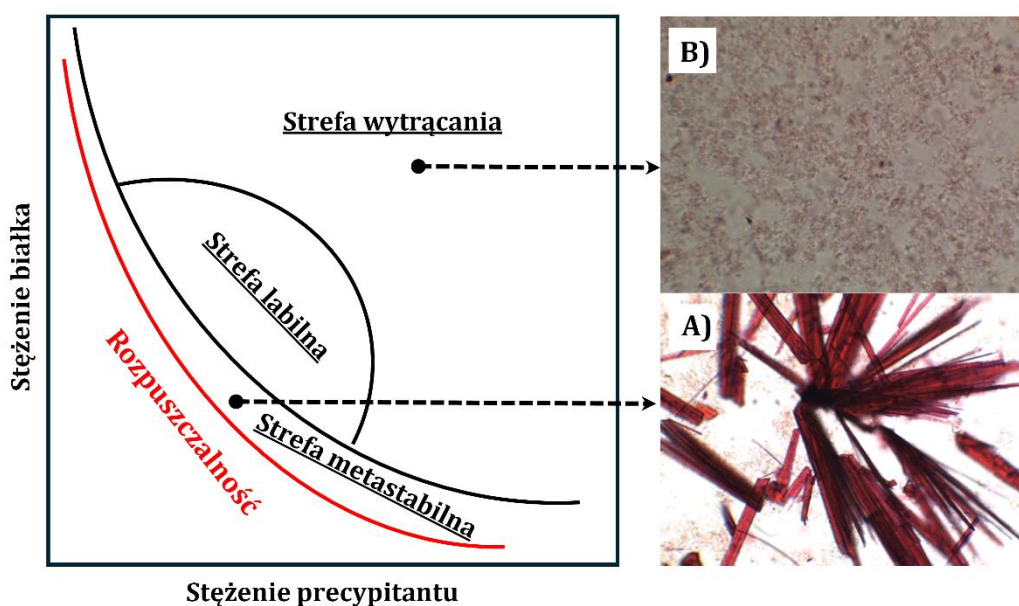 Stężenie białka
Strefa wytrącania
Strefa labilna
Rozpuszczalność
Strefa metastabilna
Stężenie precypitantu
B)
A)